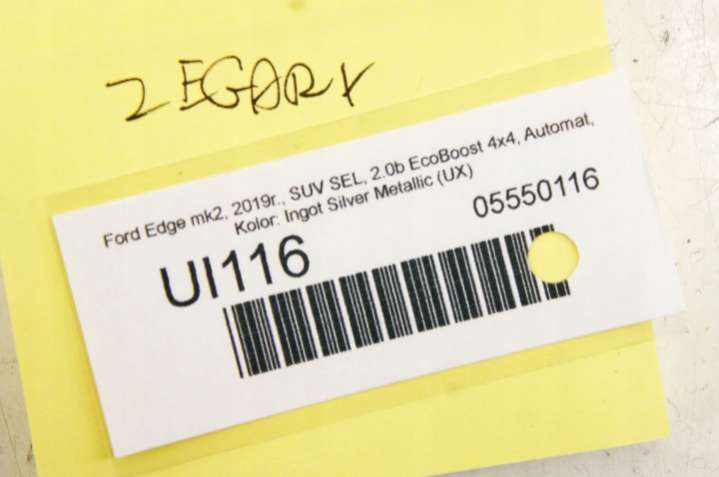 ZEGARY
Ford Edge mk2, 2019r., SUV SEL, 2.0b EcoBoost 4x4, Automat,
Kolor: Ingot Silver Metallic (UX)
05550116
UI116